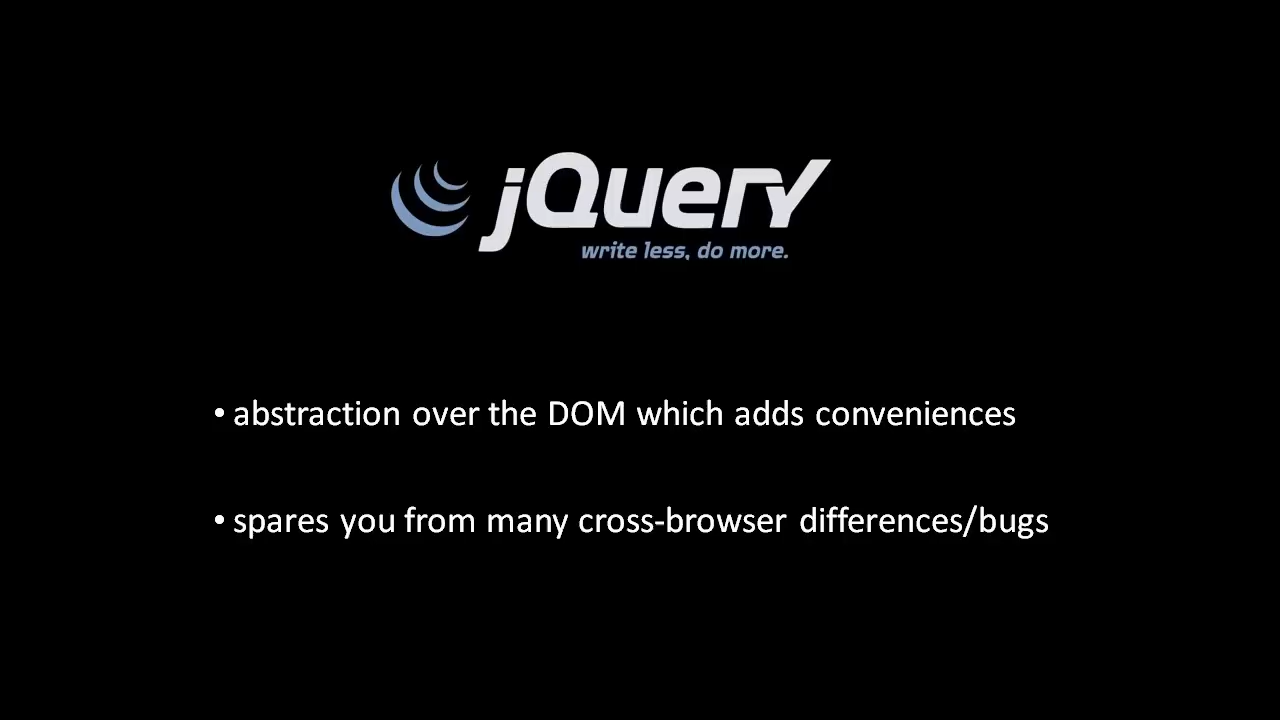 jQuery
write less, do more.
• abstraction over the DOM which adds conveniences
• spares you from many cross-browser differences/bugs